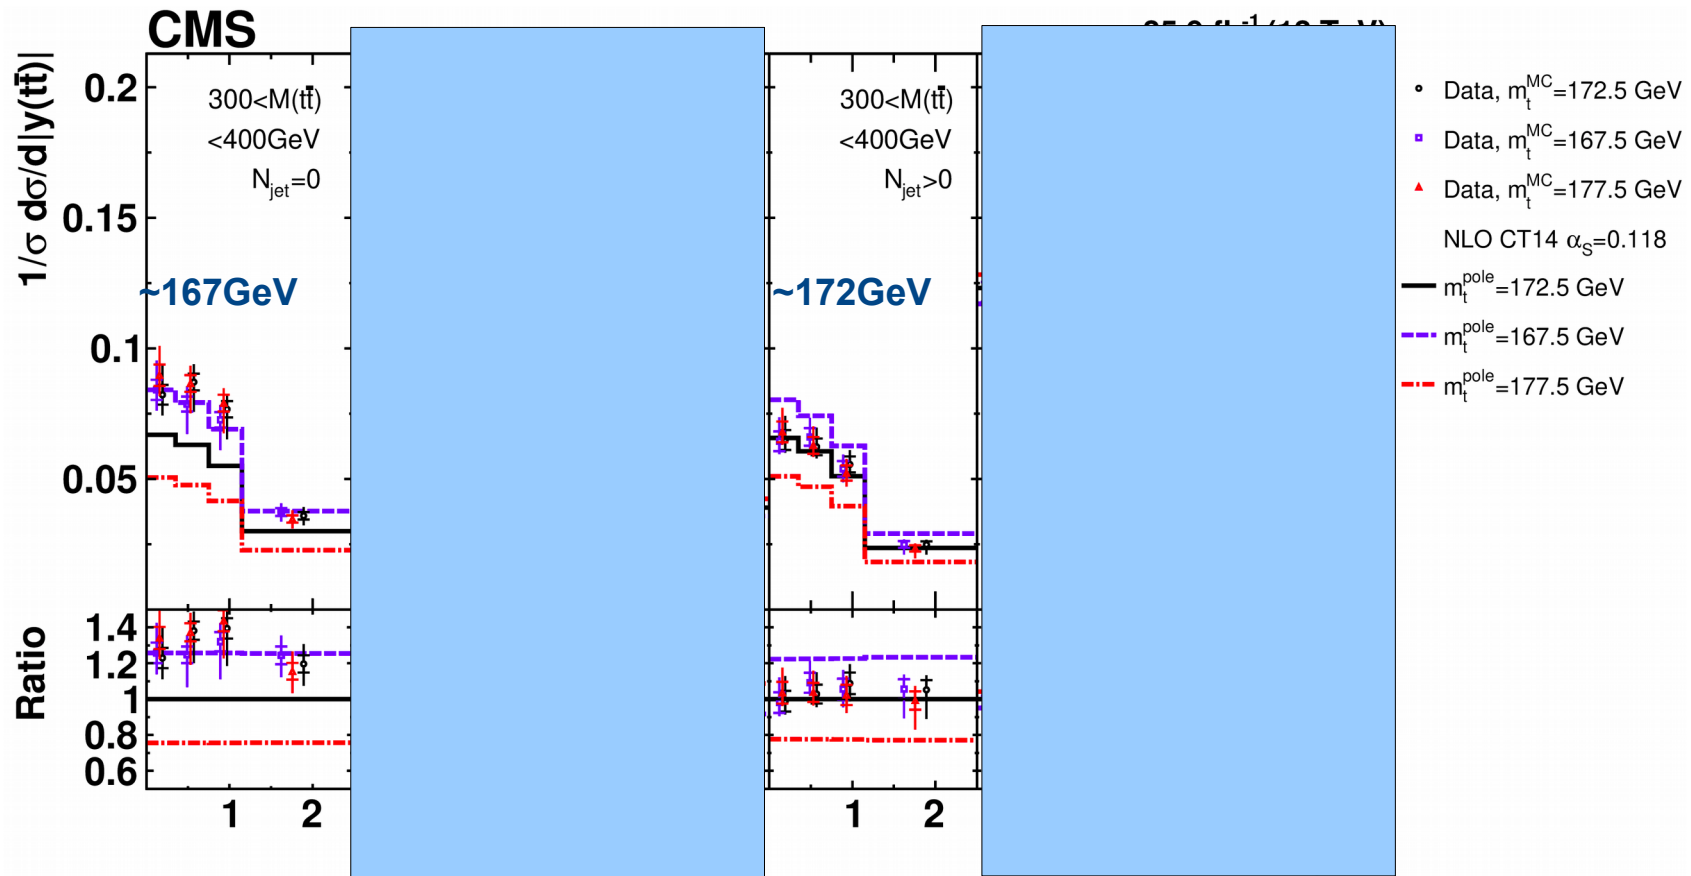 CMS
1/σ dσ/d|y(tt̄)|
0.2
0.15
0.1
0.05
300<M(tt̄)
<400GeV
N_jet=0
~167GeV
300<M(tt̄)
<400GeV
N_jet>0
~172GeV
Data, m_t^MC=172.5 GeV
Data, m_t^MC=167.5 GeV
Data, m_t^MC=177.5 GeV
NLO CT14 α_S=0.118
m_t^pole=172.5 GeV
m_t^pole=167.5 GeV
m_t^pole=177.5 GeV
Ratio
1.4
1.2
1
0.8
0.6
1 2
1 2